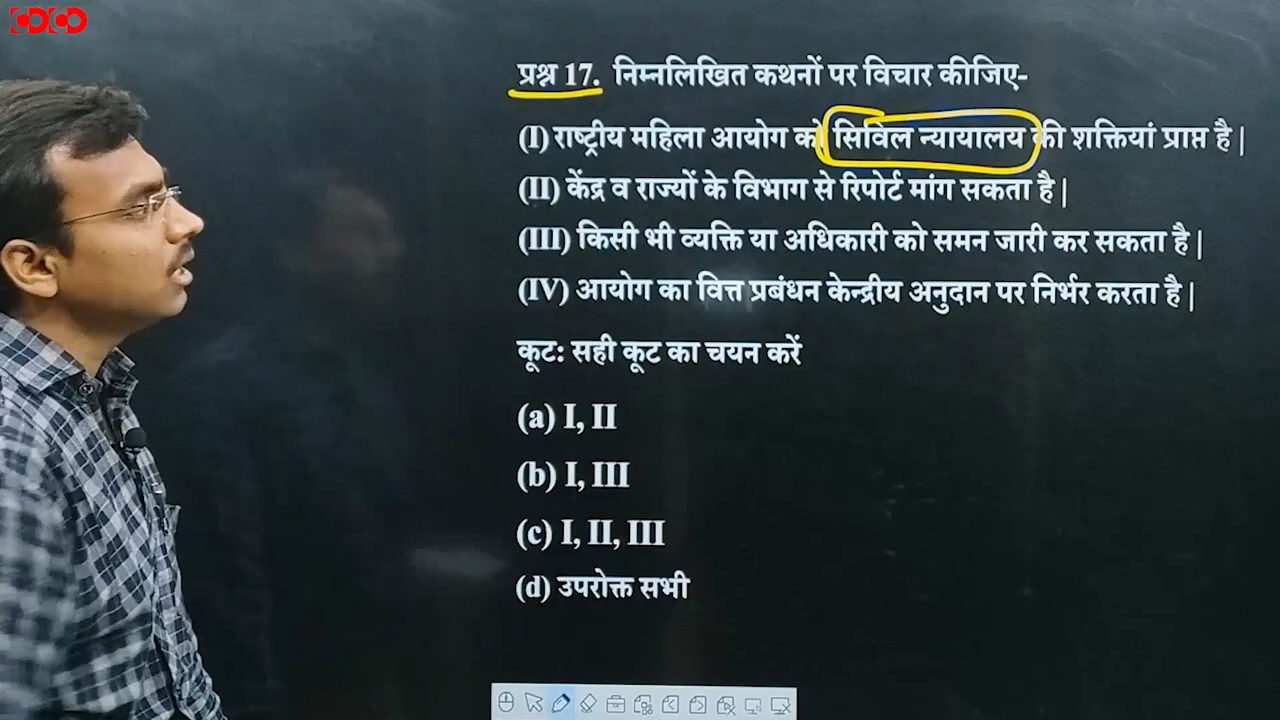 प्रश्न 17. निम्नलिखित कथनों पर विचार कीजिए-
(I) राष्ट्रीय महिला आयोग को सिविल न्यायालय की शक्तियां प्राप्त है |
(II) केंद्र व राज्यों के विभाग से रिपोर्ट मांग सकता है |
(III) किसी भी व्यक्ति या अधिकारी को समन जारी कर सकता है |
(IV) आयोग का वित्त प्रबंधन केन्द्रीय अनुदान पर निर्भर करता है |
कूट: सही कूट का चयन करें
(a) I, II
(b) I, III
(c) I, II, III
(d) उपरोक्त सभी